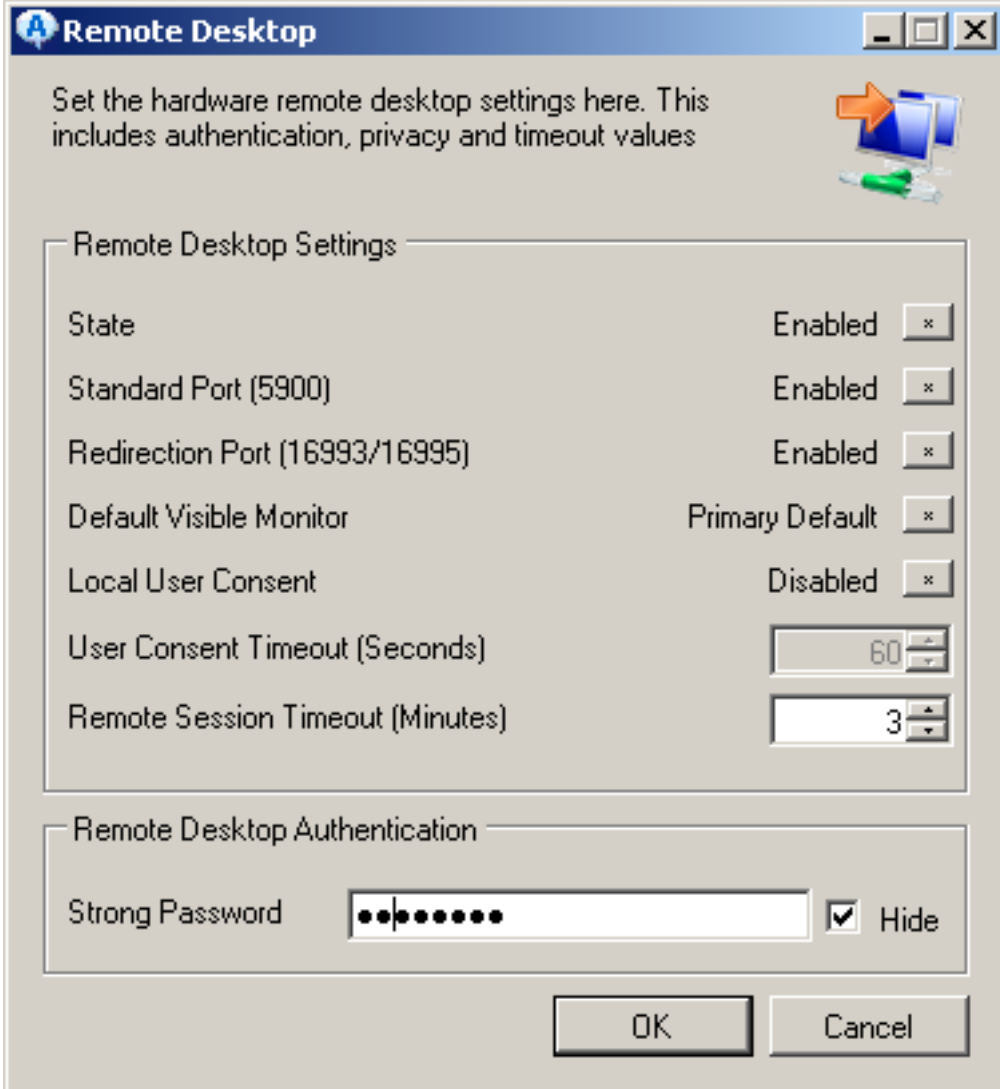 Remote Desktop
Set the hardware remote desktop settings here. This
includes authentication, privacy and timeout values
Remote Desktop Settings
State Enabled
Standard Port (5900) Enabled
Redirection Port (16993/16995) Enabled
Default Visible Monitor Primary Default
Local User Consent Disabled
User Consent Timeout (Seconds) 60
Remote Session Timeout (Minutes) 3
Remote Desktop Authentication
Strong Password ●●●●●●●● Hide
OK Cancel